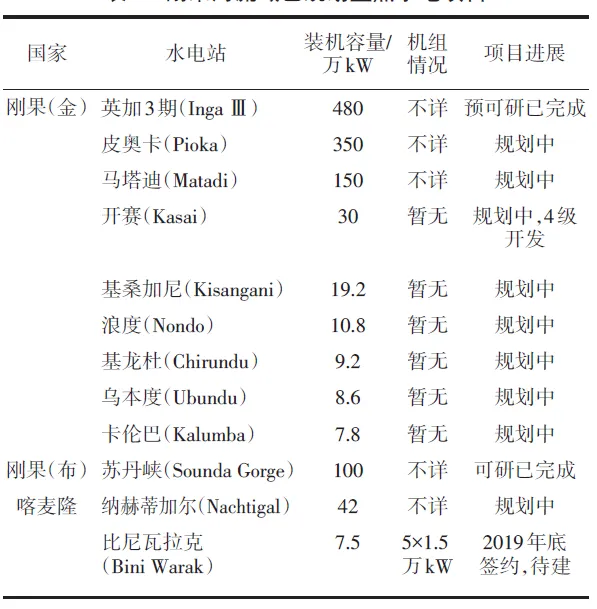 国家 水电站 装机容量/万kW 机组情况 项目进展
刚果(金) 英加3期(Inga Ⅲ) 480 不详 预可研已完成
皮奥卡(Pioka) 350 不详 规划中
马塔迪(Matadi) 150 不详 规划中
开赛(Kasai) 30 暂无 规划中,4级
开发
基桑加尼(Kisangani) 19.2 暂无 规划中
浪度(Nondo) 10.8 暂无 规划中
基龙杜(Chirundu) 9.2 暂无 规划中
乌本度(Ubundu) 8.6 暂无 规划中
卡伦巴(Kalumba) 7.8 暂无 规划中
刚果(布) 苏丹峡(Sounda Gorge) 100 不详 可研已完成
喀麦隆 纳赫蒂加尔(Nachtigal) 42 不详 规划中
比尼瓦拉克 7.5 5×1.5 2019年底
(Bini Warak) 万kW 签约,待建